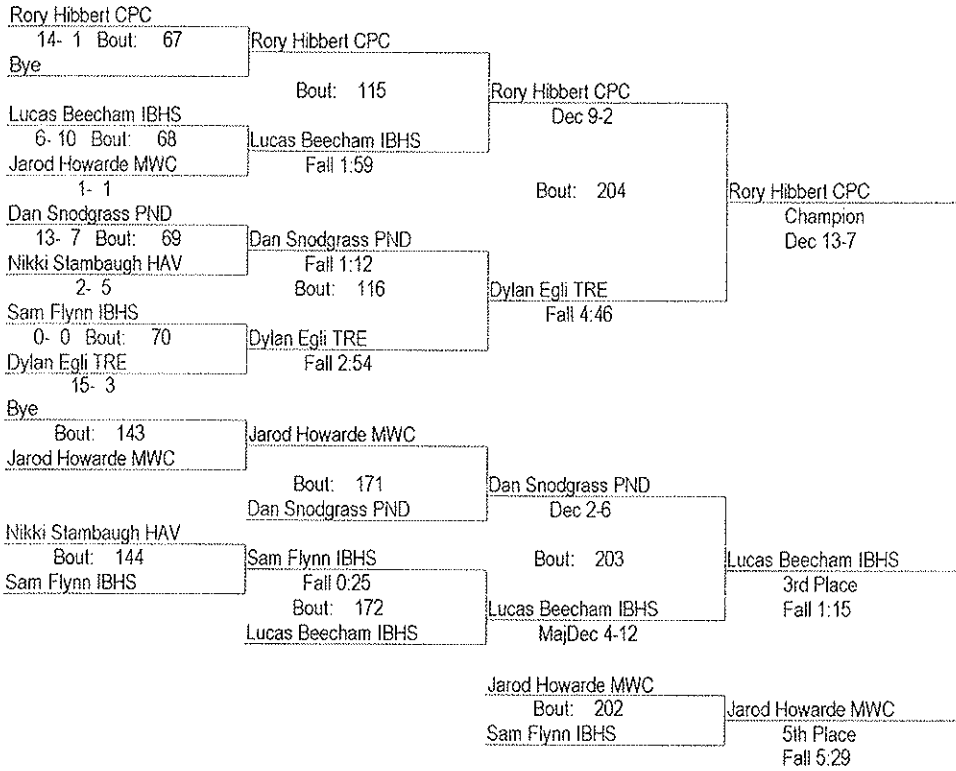 Rory Hibbert CPC
14- 1 Bout: 67
Bye
Rory Hibbert CPC
Bout: 115
Lucas Beecham IBHS
6- 10 Bout: 68
Jarod Howarde MWC
1- 1
Lucas Beecham IBHS
Fall 1:59
Rory Hibbert CPC
Dec 9-2
Bout: 204
Dan Snodgrass PND
13- 7 Bout: 69
Nikki Stambaugh HAV
2- 5
Dan Snodgrass PND
Fall 1:12
Bout: 116
Sam Flynn IBHS
0- 0 Bout: 70
Dylan Egli TRE
15- 3
Dylan Egli TRE
Fall 2:54
Dylan Egli TRE
Fall 4:46
Rory Hibbert CPC
Champion
Dec 13-7
Bye
Bout: 143
Jarod Howarde MWC
Jarod Howarde MWC
Bout: 171
Dan Snodgrass PND
Dan Snodgrass PND
Dec 2-6
Bout: 203
Nikki Stambaugh HAV
Bout: 144
Sam Flynn IBHS
Sam Flynn IBHS
Fall 0:25
Bout: 172
Lucas Beecham IBHS
Lucas Beecham IBHS
MajDec 4-12
Lucas Beecham IBHS
3rd Place
Fall 1:15
Jarod Howarde MWC
Bout: 202
Sam Flynn IBHS
Jarod Howarde MWC
5th Place
Fall 5:29